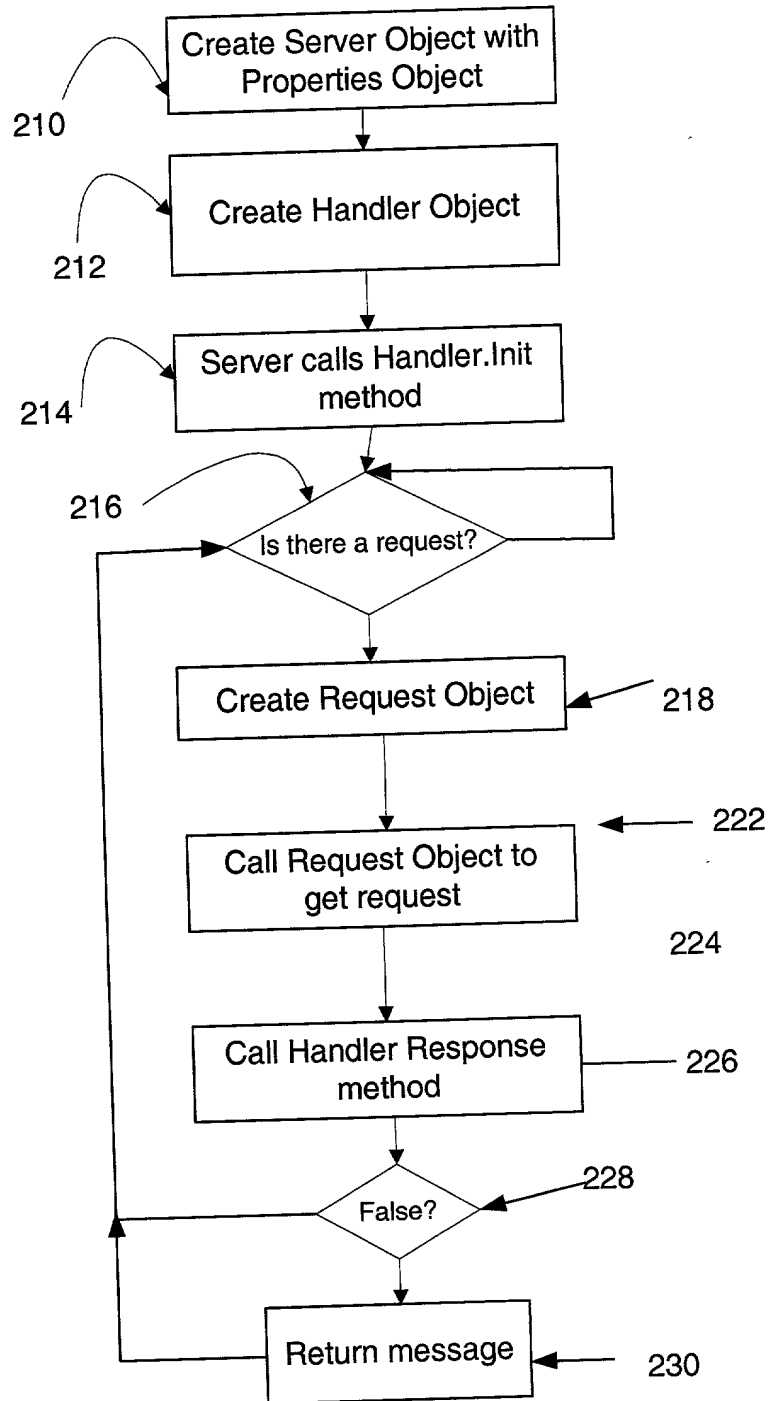 Create Server Object with
Properties Object
210
Create Handler Object
212
Server calls Handler.Init
method
214
216
Is there a request?
Create Request Object
218
222
Call Request Object to
get request
224
Call Handler Response
method
226
228
False?
Return message
230